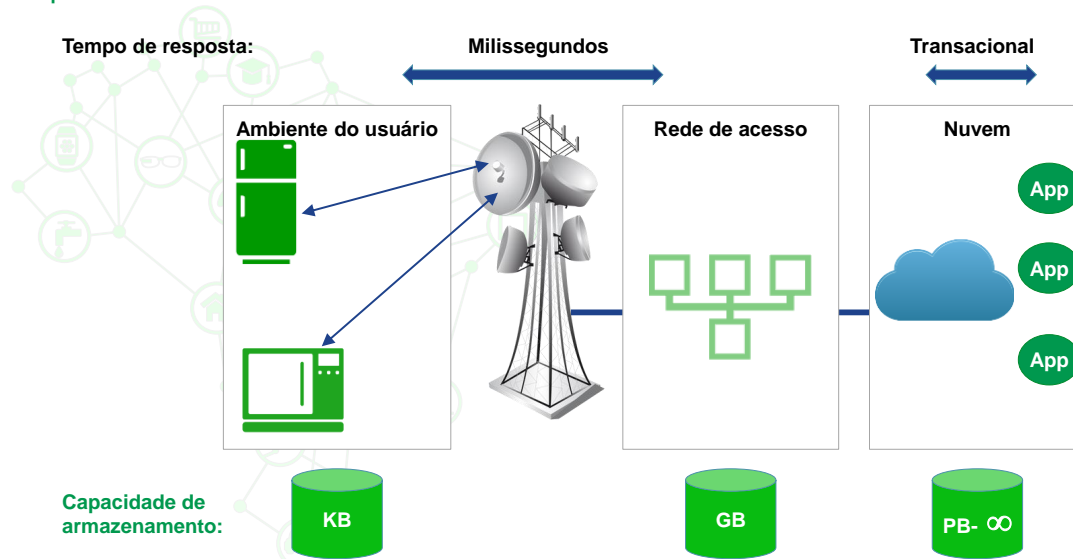 Tempo de resposta:
Milissegundos
Transacional
Ambiente do usuário
Rede de acesso
Nuvem
App
App
App
Capacidade de
armazenamento:
KB
GB
PB- ∞